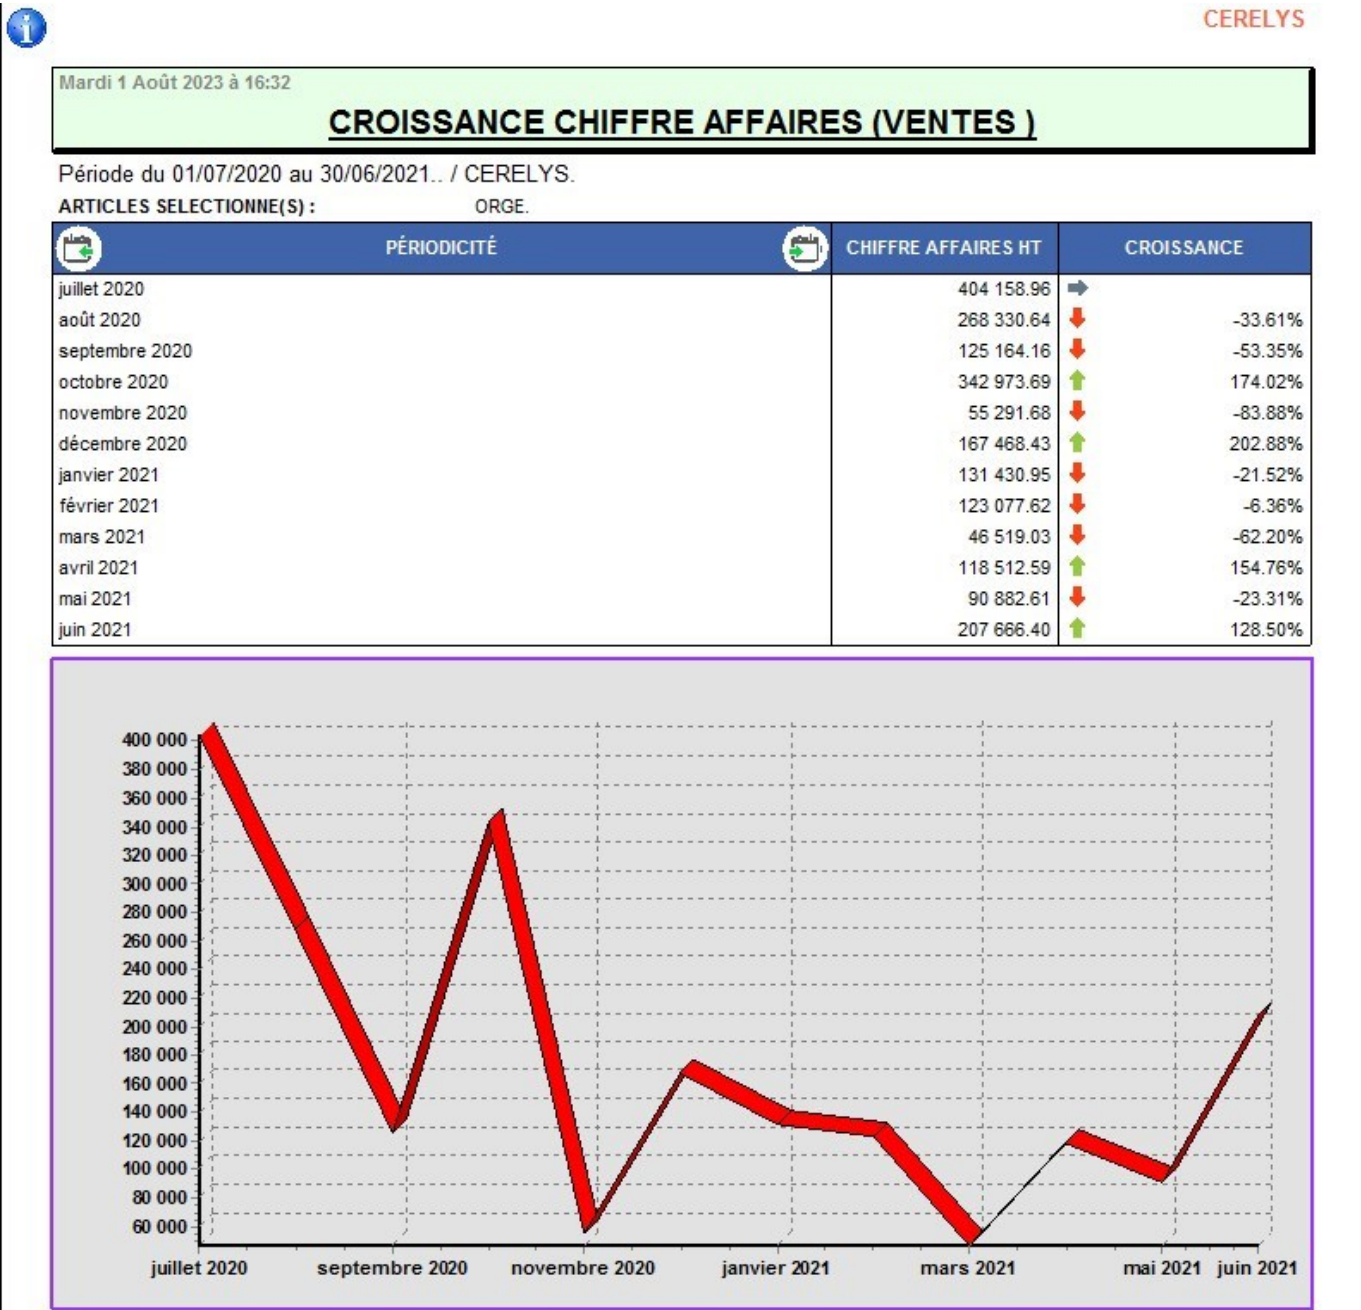 CERELYS
Mardi 1 Août 2023 à 16:32
CROISSANCE CHIFFRE AFFAIRES (VENTES )
Période du 01/07/2020 au 30/06/2021.. / CERELYS.
ARTICLES SELECTIONNE(S) : ORGE.
PÉRIODICITÉ CHIFFRE AFFAIRES HT CROISSANCE
juillet 2020 404 158.96
août 2020 268 330.64 -33.61%
septembre 2020 125 164.16 -53.35%
octobre 2020 342 973.69 174.02%
novembre 2020 55 291.68 -83.88%
décembre 2020 167 468.43 202.88%
janvier 2021 131 430.95 -21.52%
février 2021 123 077.62 -6.36%
mars 2021 46 519.03 -62.20%
avril 2021 118 512.59 154.76%
mai 2021 90 882.61 -23.31%
juin 2021 207 666.40 128.50%
400 000
380 000
360 000
340 000
320 000
300 000
280 000
260 000
240 000
220 000
200 000
180 000
160 000
140 000
120 000
100 000
80 000
60 000
juillet 2020 septembre 2020 novembre 2020 janvier 2021 mars 2021 mai 2021 juin 2021